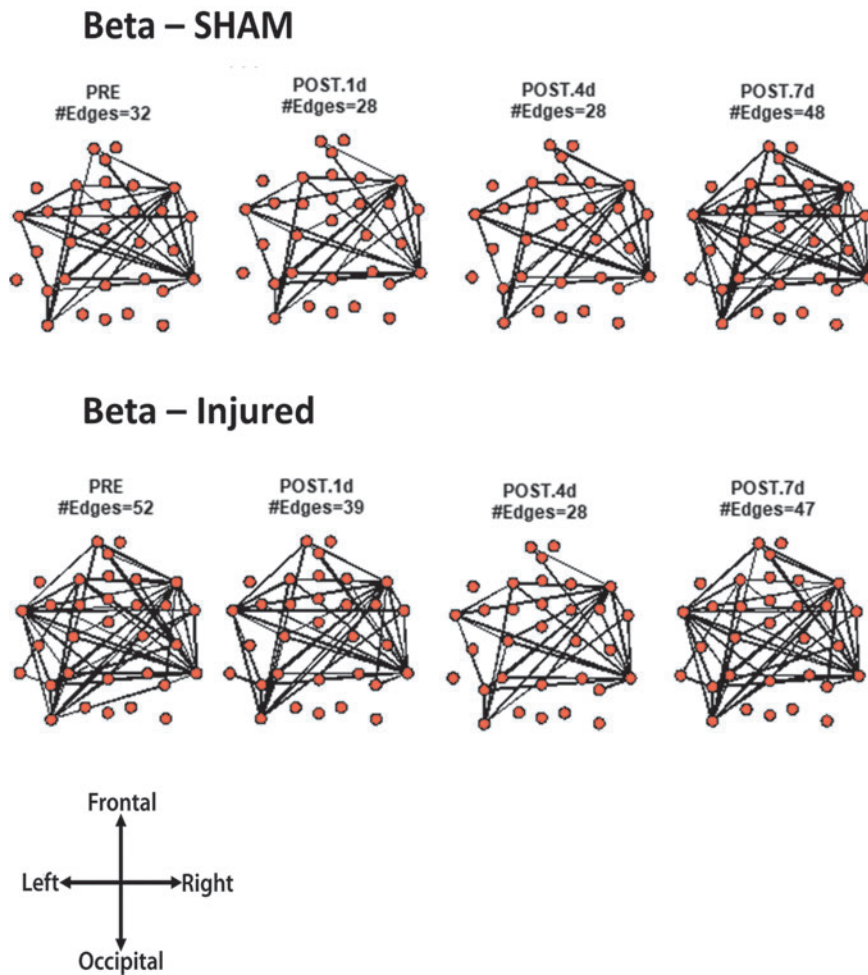 Beta – SHAM
PRE
#Edges=32
POST.1d
#Edges=28
POST.4d
#Edges=28
POST.7d
#Edges=48
Beta – Injured
PRE
#Edges=52
POST.1d
#Edges=39
POST.4d
#Edges=28
POST.7d
#Edges=47
Frontal
Left
Right
Occipital